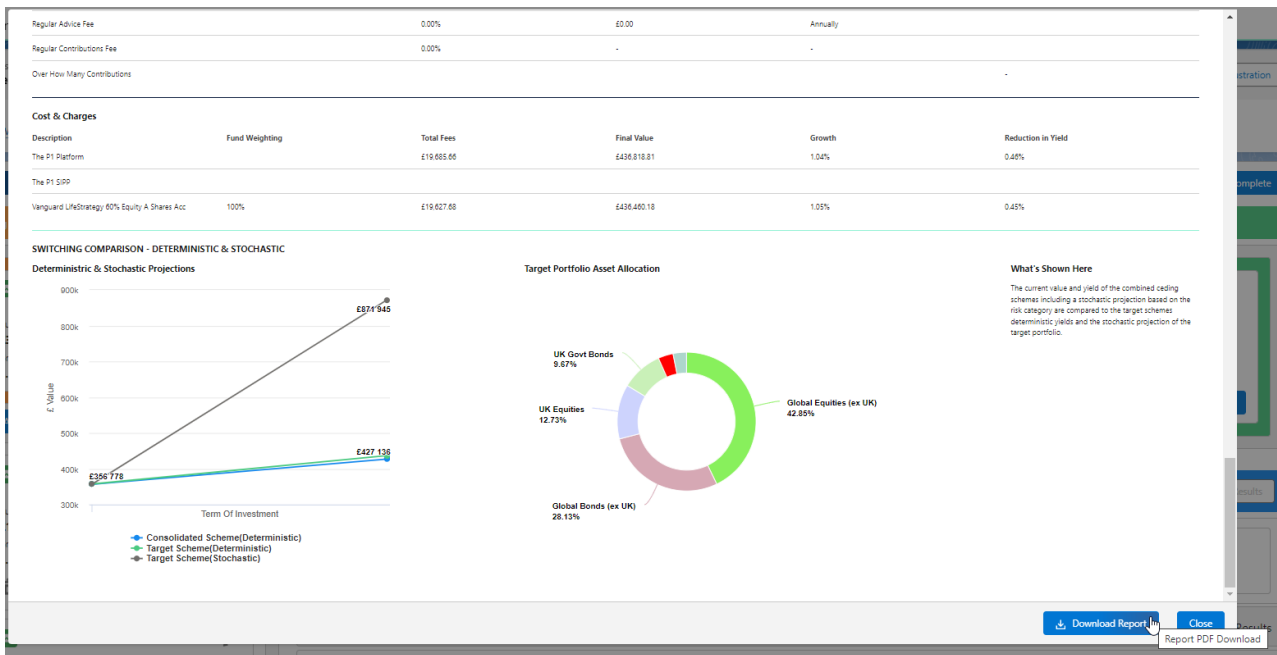 Regular Advice Fee 0.00% £0.00 Annually
Regular Contributions Fee 0.00% - -
Over How Many Contributions -
Cost & Charges
Description Fund Weighting Total Fees Final Value Growth Reduction in Yield
The P1 Platform £19,685.66 £436,818.81 1.04% 0.46%
The P1 SIPP
Vanguard LifeStrategy 60% Equity A Shares Acc 100% £19,627.68 £436,460.18 1.05% 0.45%
SWITCHING COMPARISON - DETERMINISTIC & STOCHASTIC
Deterministric & Stochastic Projections
900k
800k
700k
600k
500k
400k
300k
£ Value
£871 945
£427 136
£356 778
Term Of Investment
Consolidated Scheme(Deterministic)
Target Scheme(Deterministic)
Target Scheme(Stochastic)
Target Portfolio Asset Allocation
UK Govt Bonds
9.67%
UK Equities
12.73%
Global Equities (ex UK)
42.85%
Global Bonds (ex UK)
28.13%
What's Shown Here
The current value and yield of the combined ceding
schemes including a stochastic projection based on the
risk category are compared to the target schemes
deterministic yields and the stochastic projection of the
target portfolio.
stration
omplete
esults
Download Report
Close
Results
Report PDF Download